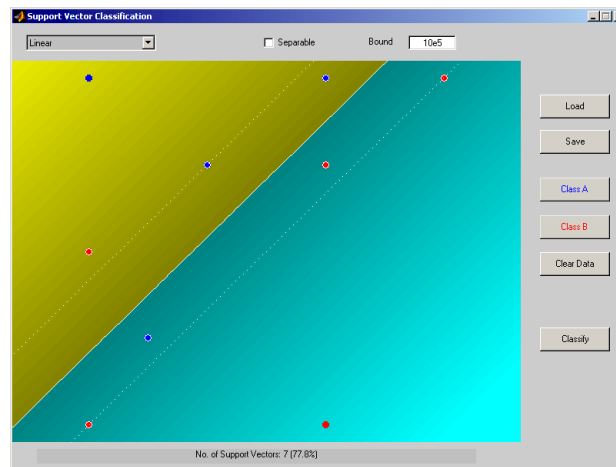 Support Vector Classification
Linear
Separable
Bound
10e5
Load
Save
Class A
Class B
Clear Data
Classify
No. of Support Vectors: 7 (77.8%)